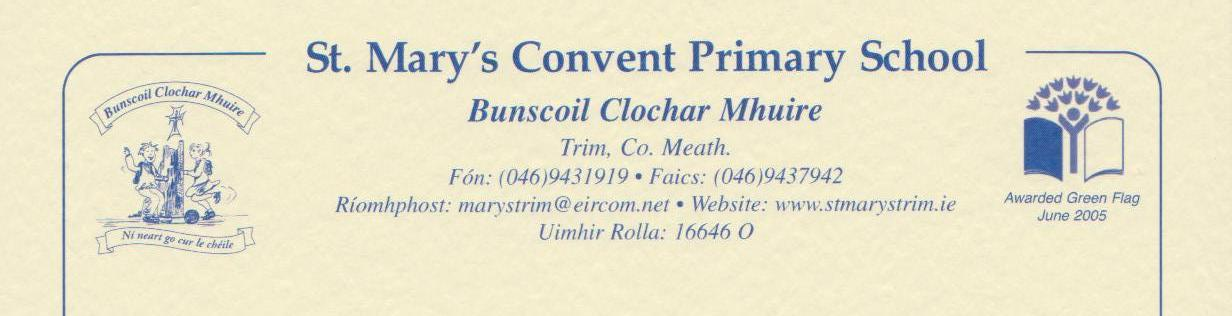 St. Mary's Convent Primary School
Bunscoil Clochar Mhuire
Trim, Co. Meath.
Fón: (046)9431919 • Faics: (046)9437942
Ríomhphost: marystrim@eircom.net • Website: www.stmarystrim.ie
Uimhir Rolla: 16646 O
Bunscoil Clochar Mhuire
Ní neart go cur le chéile
Awarded Green Flag
June 2005